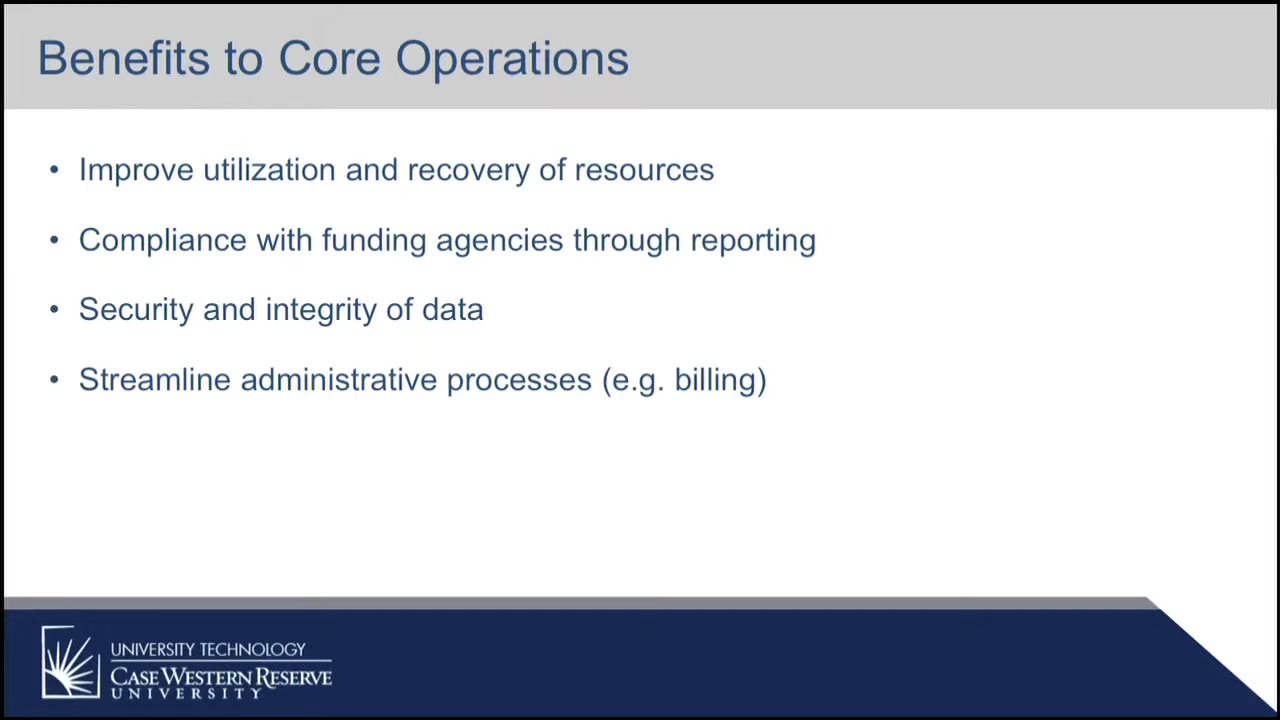 Benefits to Core Operations
• Improve utilization and recovery of resources
• Compliance with funding agencies through reporting
• Security and integrity of data
• Streamline administrative processes (e.g. billing)
UNIVERSITY TECHNOLOGY
CASE WESTERN RESERVE
UNIVERSITY